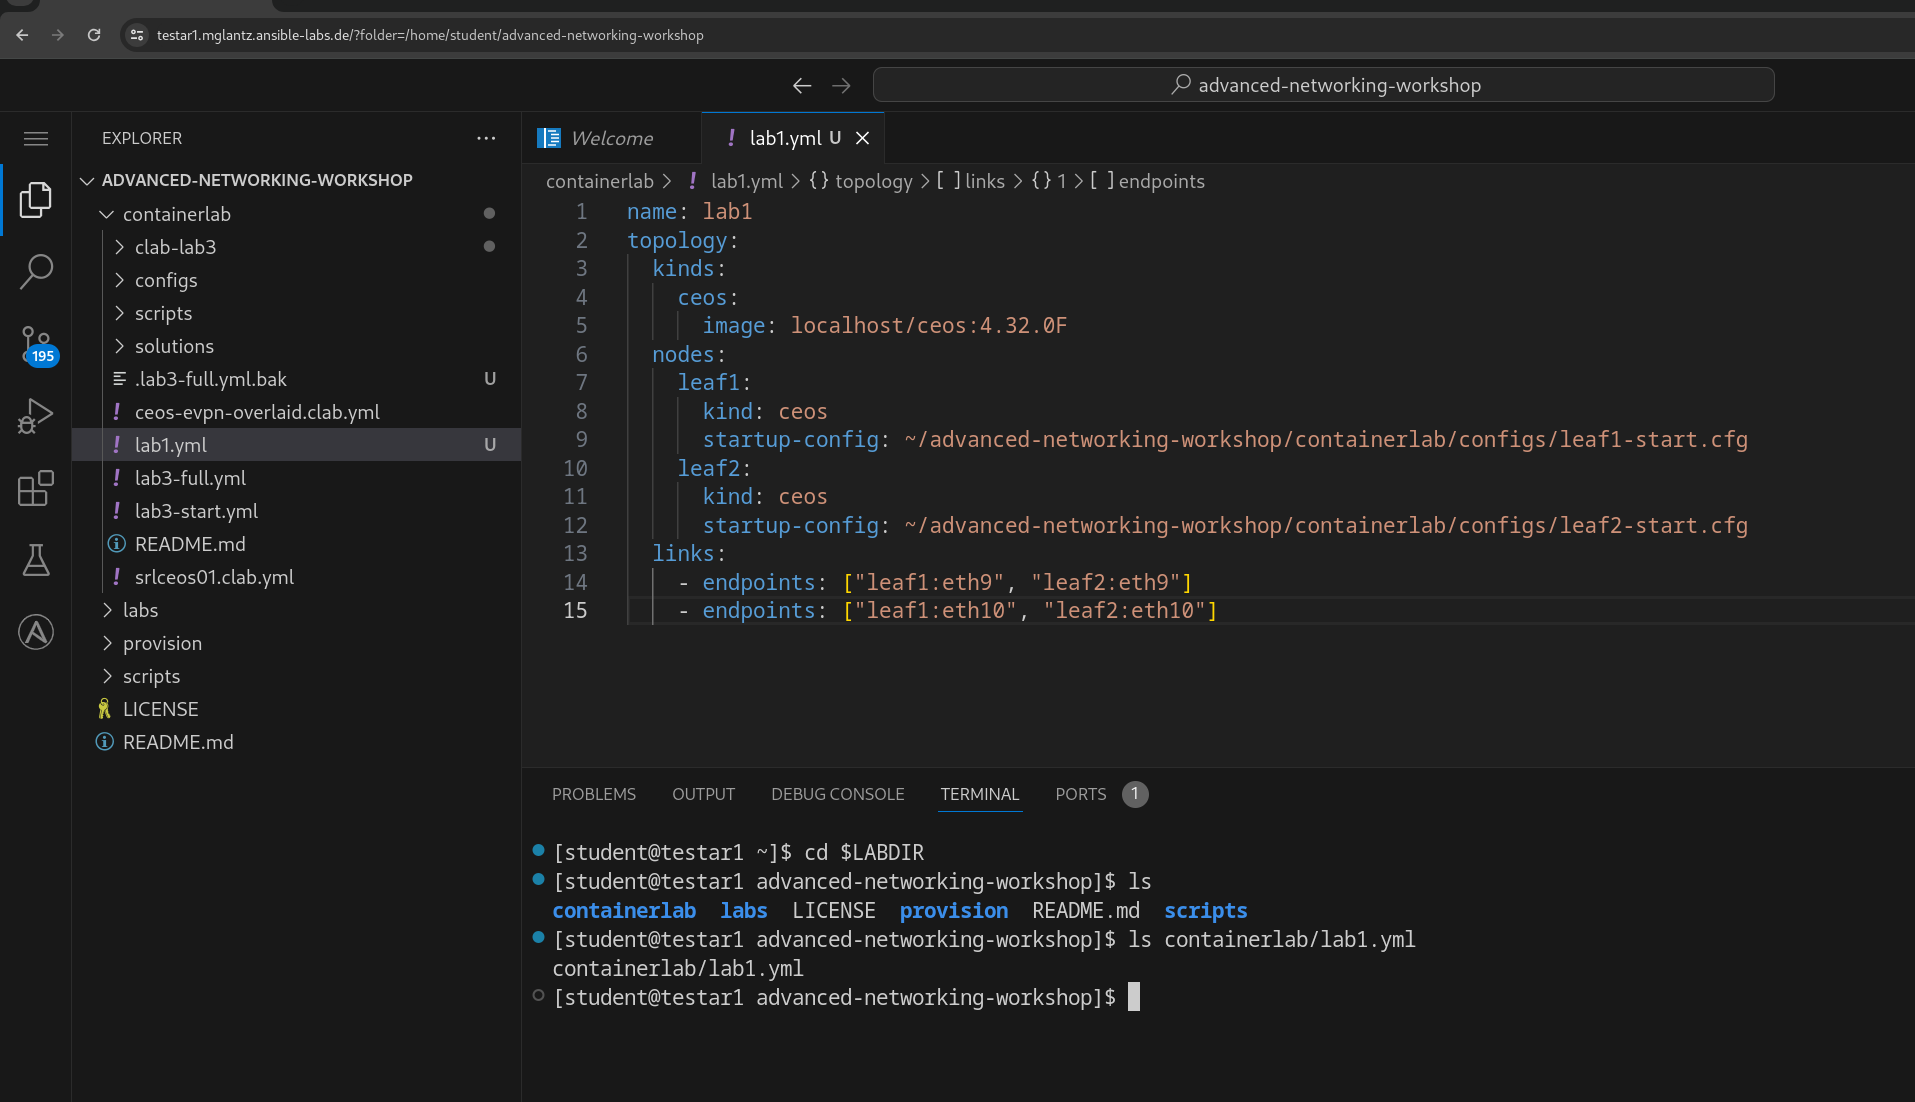 testar1.mglantz.ansible-labs.de/?folder=/home/student/advanced-networking-workshop
advanced-networking-workshop
EXPLORER
ADVANCED-NETWORKING-WORKSHOP
containerlab
clab-lab3
configs
scripts
solutions
.lab3-full.yml.bak U
ceos-evpn-overlaid.clab.yml
lab1.yml U
lab3-full.yml
lab3-start.yml
README.md
srlceos01.clab.yml
labs
provision
scripts
LICENSE
README.md
195
Welcome
! lab1.yml U
containerlab > ! lab1.yml > {} topology > [ ] links > {} 1 > [ ] endpoints
1 name: lab1
2 topology:
3 kinds:
4 ceos:
5 image: localhost/ceos:4.32.0F
6 nodes:
7 leaf1:
8 kind: ceos
9 startup-config: ~/advanced-networking-workshop/containerlab/configs/leaf1-start.cfg
10 leaf2:
11 kind: ceos
12 startup-config: ~/advanced-networking-workshop/containerlab/configs/leaf2-start.cfg
13 links:
14 - endpoints: ["leaf1:eth9", "leaf2:eth9"]
15 - endpoints: ["leaf1:eth10", "leaf2:eth10"]
PROBLEMS OUTPUT DEBUG CONSOLE TERMINAL PORTS 1
[student@testar1 ~]$ cd $LABDIR
[student@testar1 advanced-networking-workshop]$ ls
containerlab labs LICENSE provision README.md scripts
[student@testar1 advanced-networking-workshop]$ ls containerlab/lab1.yml
containerlab/lab1.yml
[student@testar1 advanced-networking-workshop]$